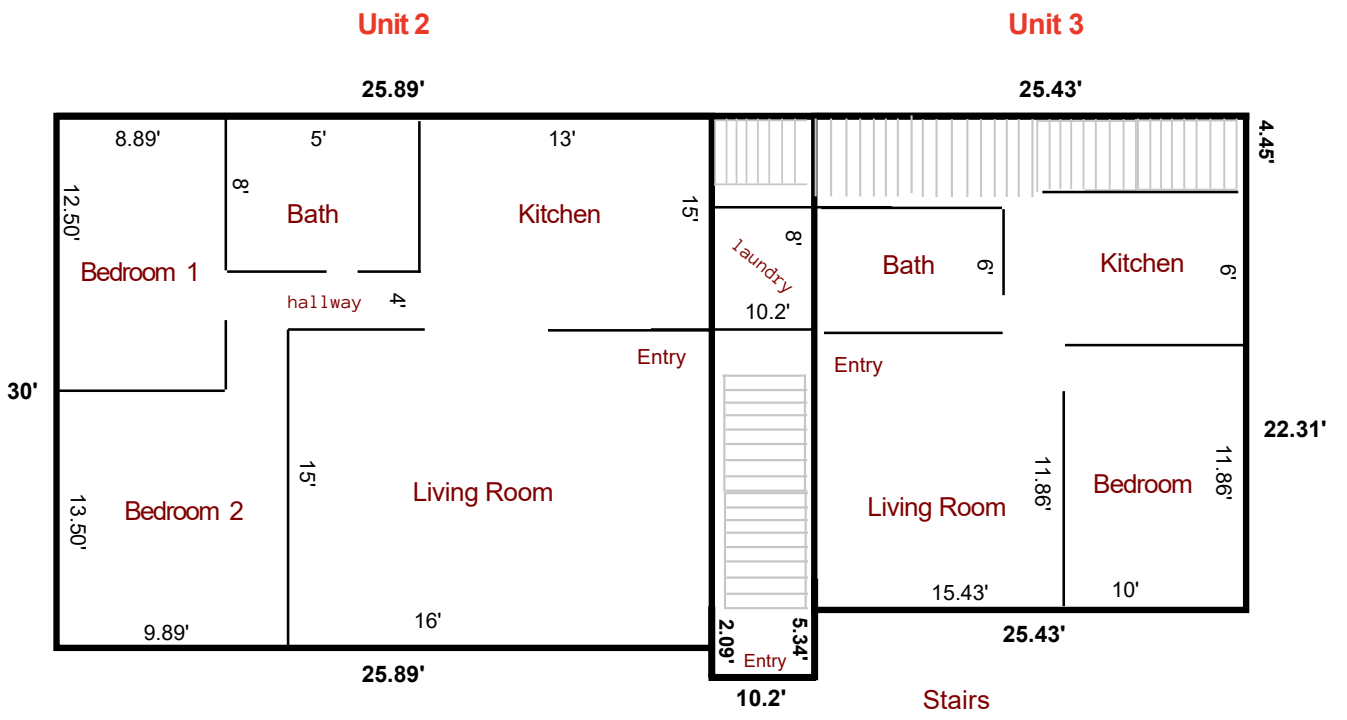 Unit 2
Unit 3
25.89'
25.43'
8.89'
5'
13'
4.45'
12.50'
8'
Bath
Kitchen
15'
8'
laundry
Bath
6'
Kitchen
6'
Bedroom 1
hallway
4'
10.2'
Entry
Entry
30'
22.31'
15'
Living Room
11.86'
Bedroom
11.86'
Bedroom 2
13.50'
Living Room
15.43'
10'
9.89'
16'
2.09'
5.34'
Entry
25.43'
25.89'
10.2'
Stairs